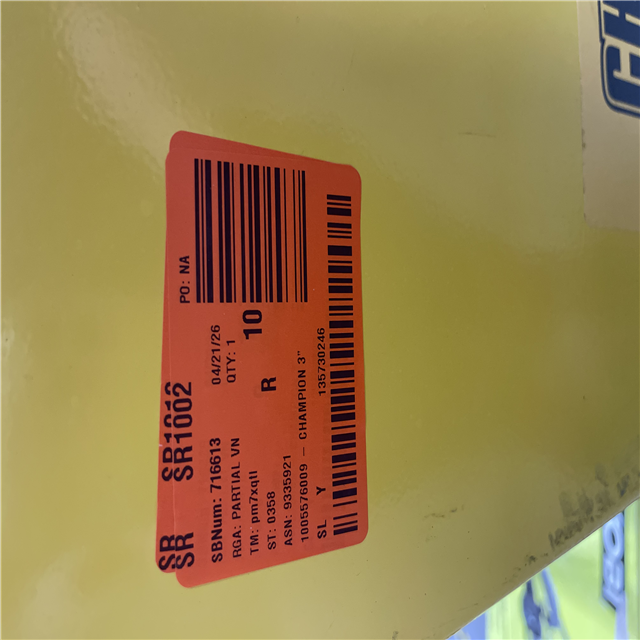 SR SR1002
SBNum: 716613 04/21/26 PO: NA
RGA: PARTIAL VN QTY: 1
TM: pm7xqli 10
ST: 0358 R
ASN: 9335921
1005576009 – CHAMPION 3"
SL Y 135730246